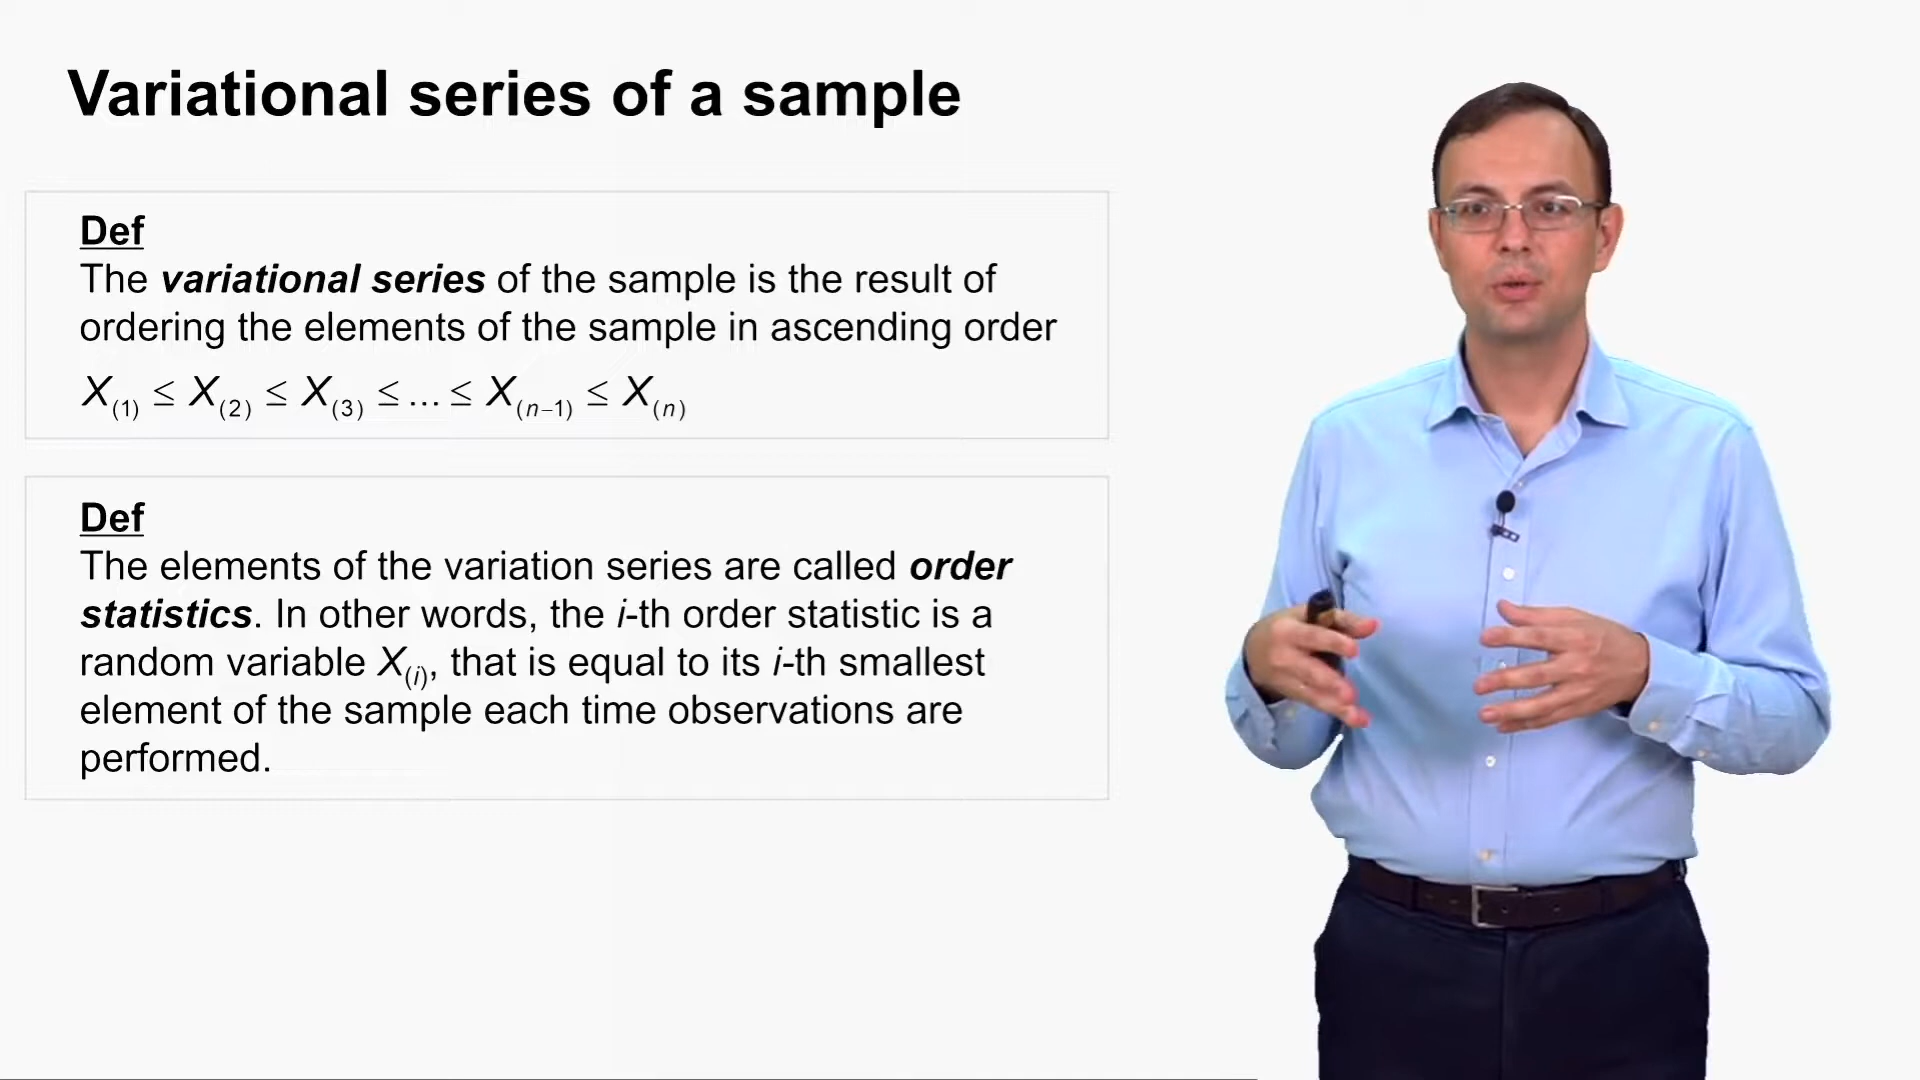 Variational series of a sample
Def
The variational series of the sample is the result of
ordering the elements of the sample in ascending order
X(1) ≤ X(2) ≤ X(3) ≤ ... ≤ X(n−1) ≤ X(n)
Def
The elements of the variation series are called order
statistics. In other words, the i-th order statistic is a
random variable X(i), that is equal to its i-th smallest
element of the sample each time observations are
performed.